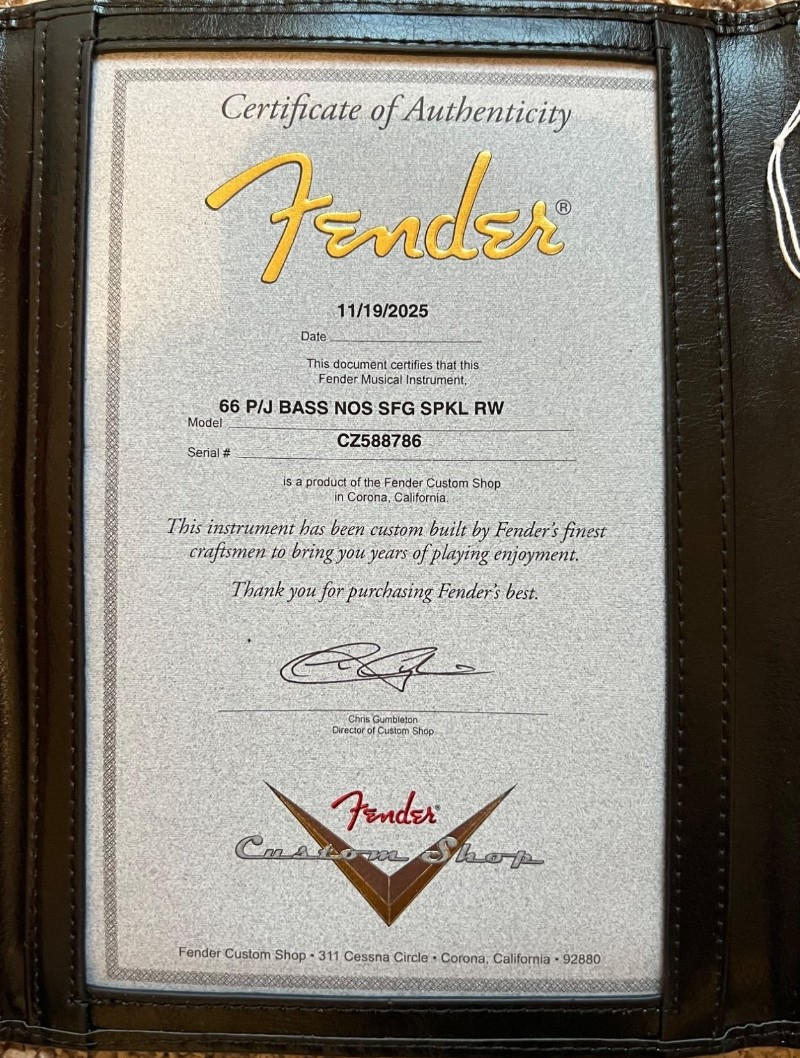 Certificate of Authenticity
Fender®
11/19/2025
Date
This document certifies that this
Fender Musical Instrument,
66 P/J BASS NOS SFG SPKL RW
Model
CZ588786
Serial #
is a product of the Fender Custom Shop
in Corona, California.
This instrument has been custom built by Fender's finest
craftsmen to bring you years of playing enjoyment.
Thank you for purchasing Fender's best.
Chris Gumbleton
Director of Custom Shop
Fender®
Custom Shop
Fender Custom Shop • 311 Cessna Circle • Corona, California • 92880